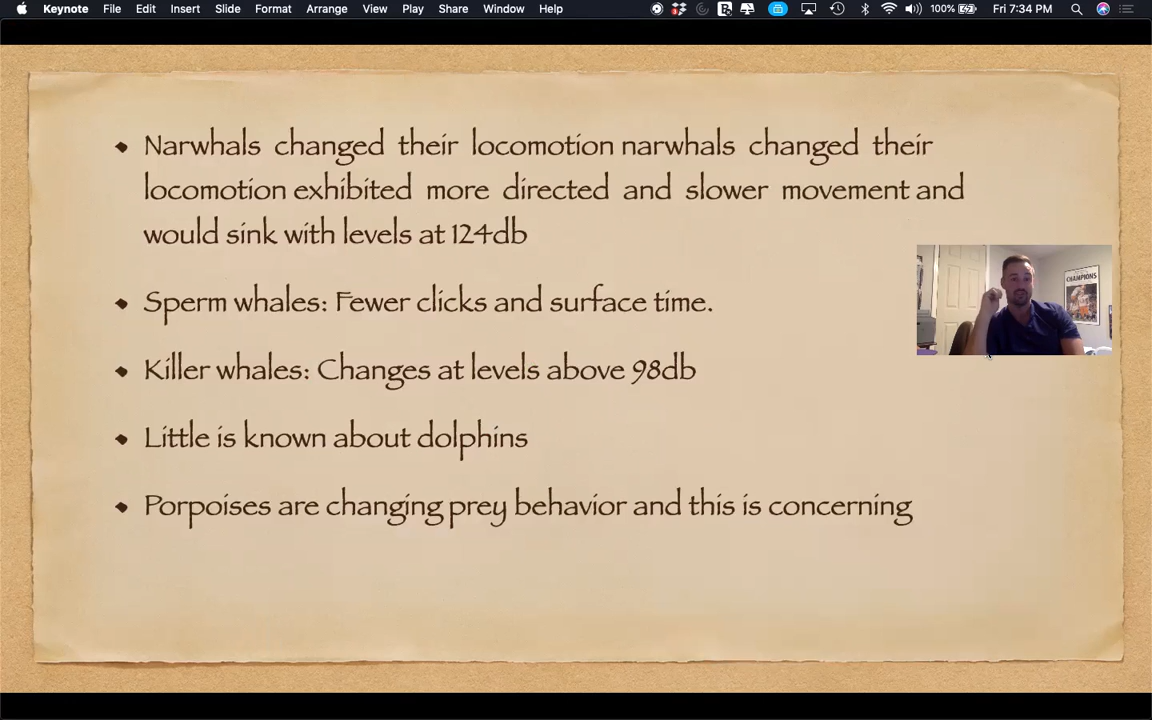 Keynote File Edit Insert Slide Format Arrange View Play Share Window Help 100% Fri 7:34 PM
Narwhals changed their locomotion narwhals changed their
locomotion exhibited more directed and slower movement and
would sink with levels at 124db
Sperm whales: Fewer clicks and surface time.
CHAMPIONS
Killer whales: Changes at levels above 98db
Little is known about dolphins
Porpoises are changing prey behavior and this is concerning